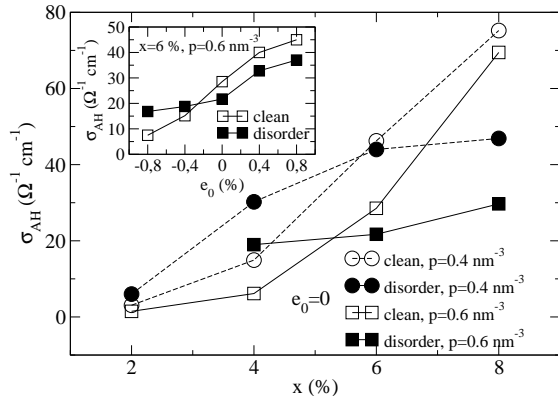 80
60
40
20
0
σ_AH (Ω⁻¹ cm⁻¹)
2
4
6
8
x (%)
x=6 %, p=0.6 nm⁻³
50
40
30
20
10
0
σ_AH (Ω⁻¹ cm⁻¹)
clean
disorder
-0,8 -0,4 0 0,4 0,8
e₀ (%)
clean, p=0.4 nm⁻³
disorder, p=0.4 nm⁻³
clean, p=0.6 nm⁻³
disorder, p=0.6 nm⁻³
e₀=0